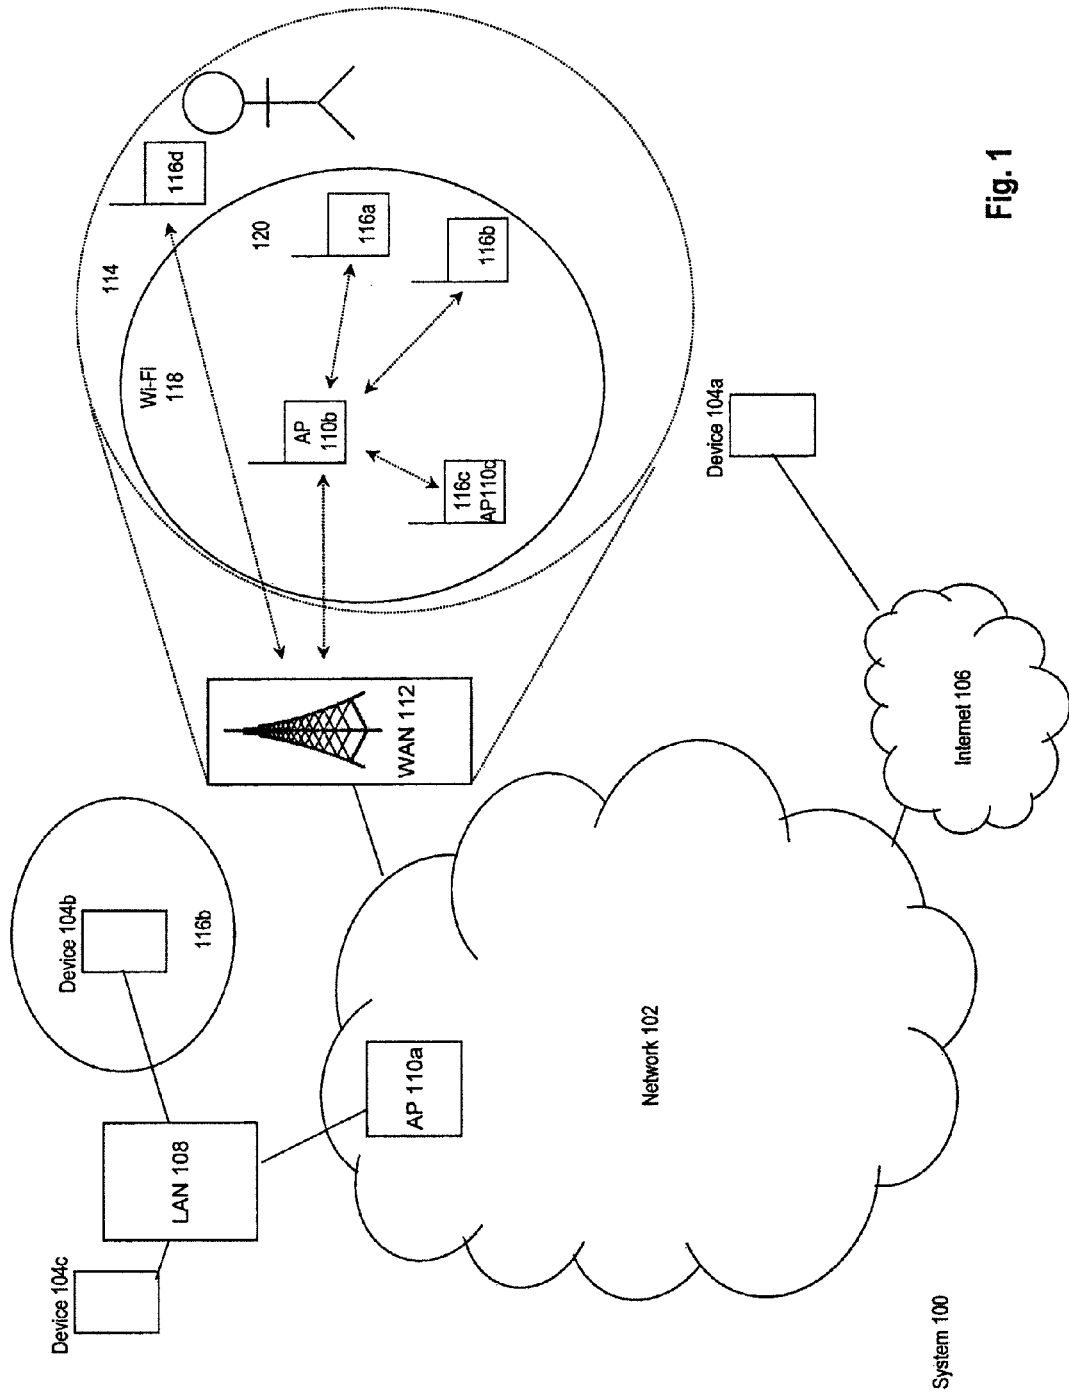 Device 104c
LAN 108
Device 104b
116b
AP 110a
Network 102
WAN 112
Wi-Fi
118
114
120
AP
110b
116c
AP110c
116a
116b
116d
Device 104a
Internet 106
System 100
Fig. 1